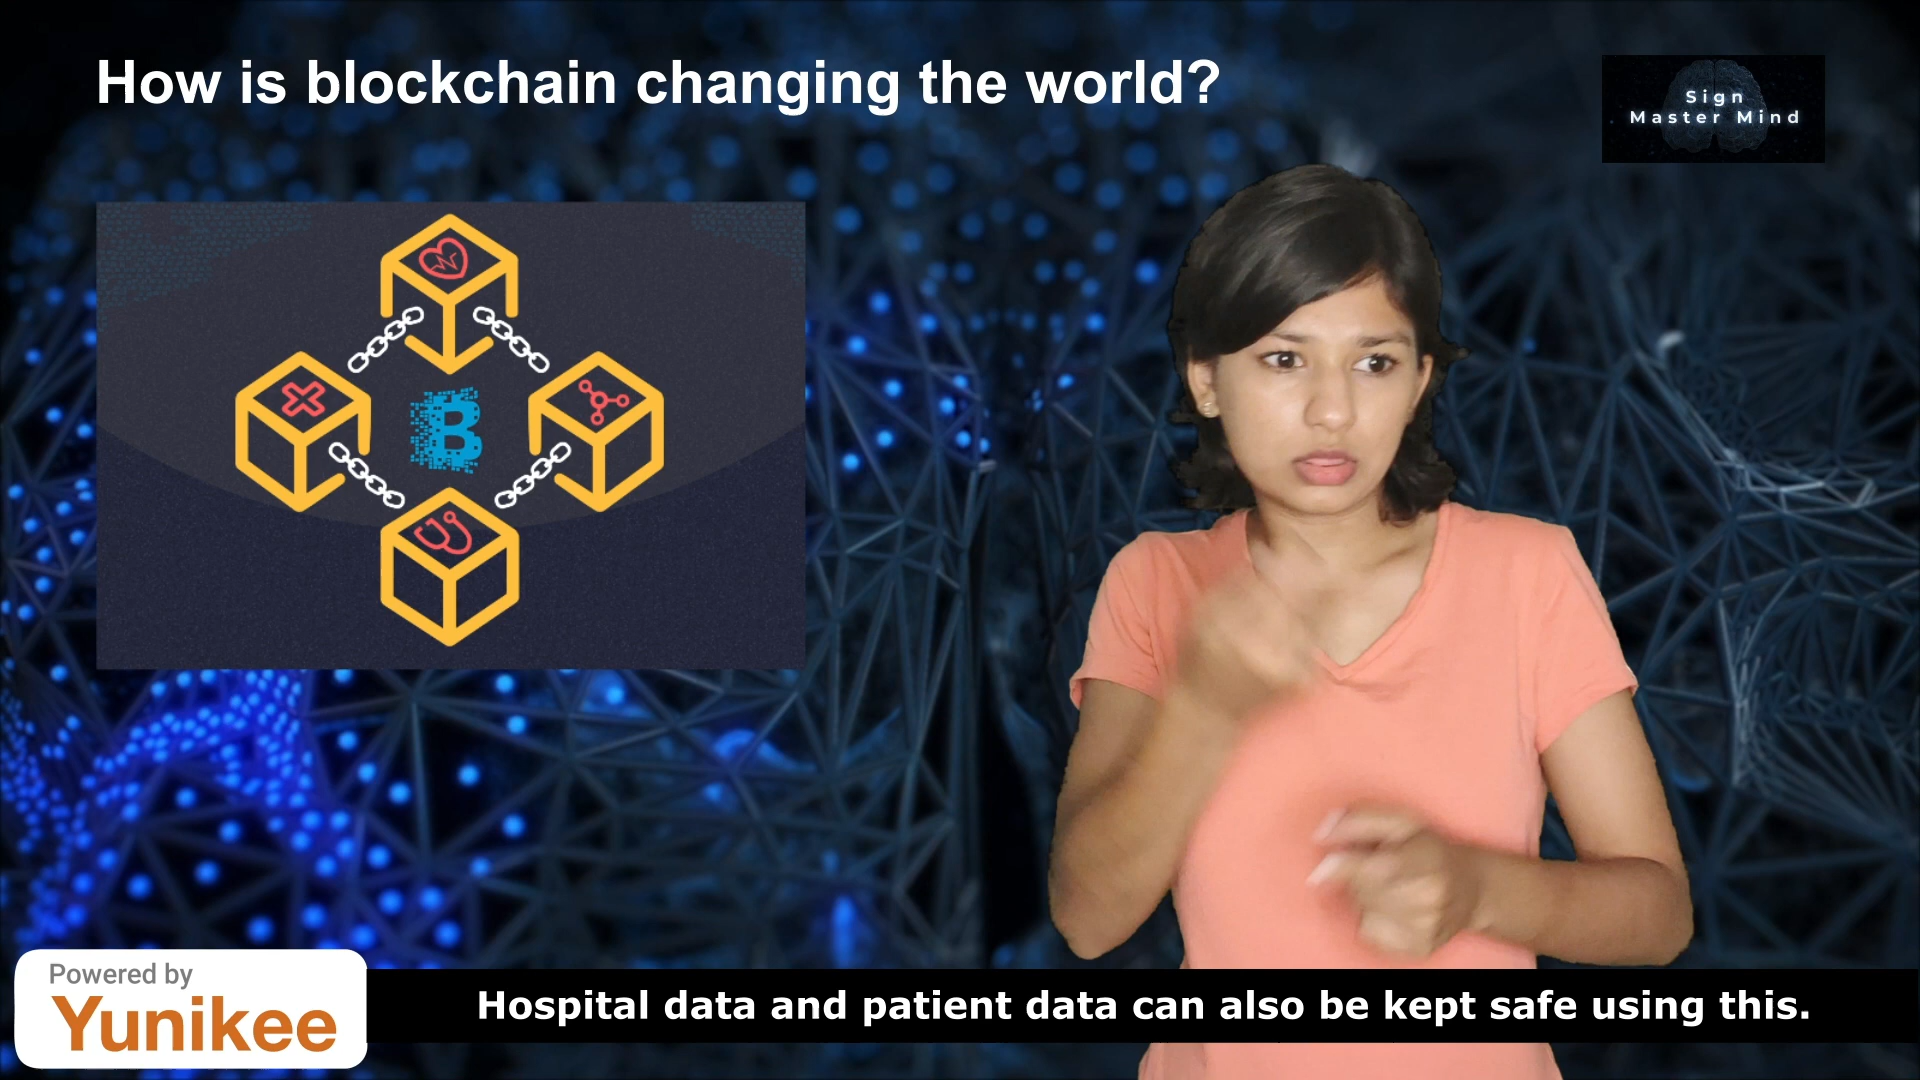 How is blockchain changing the world?
Sign
Master Mind
B
Powered by
Yunikee
Hospital data and patient data can also be kept safe using this.